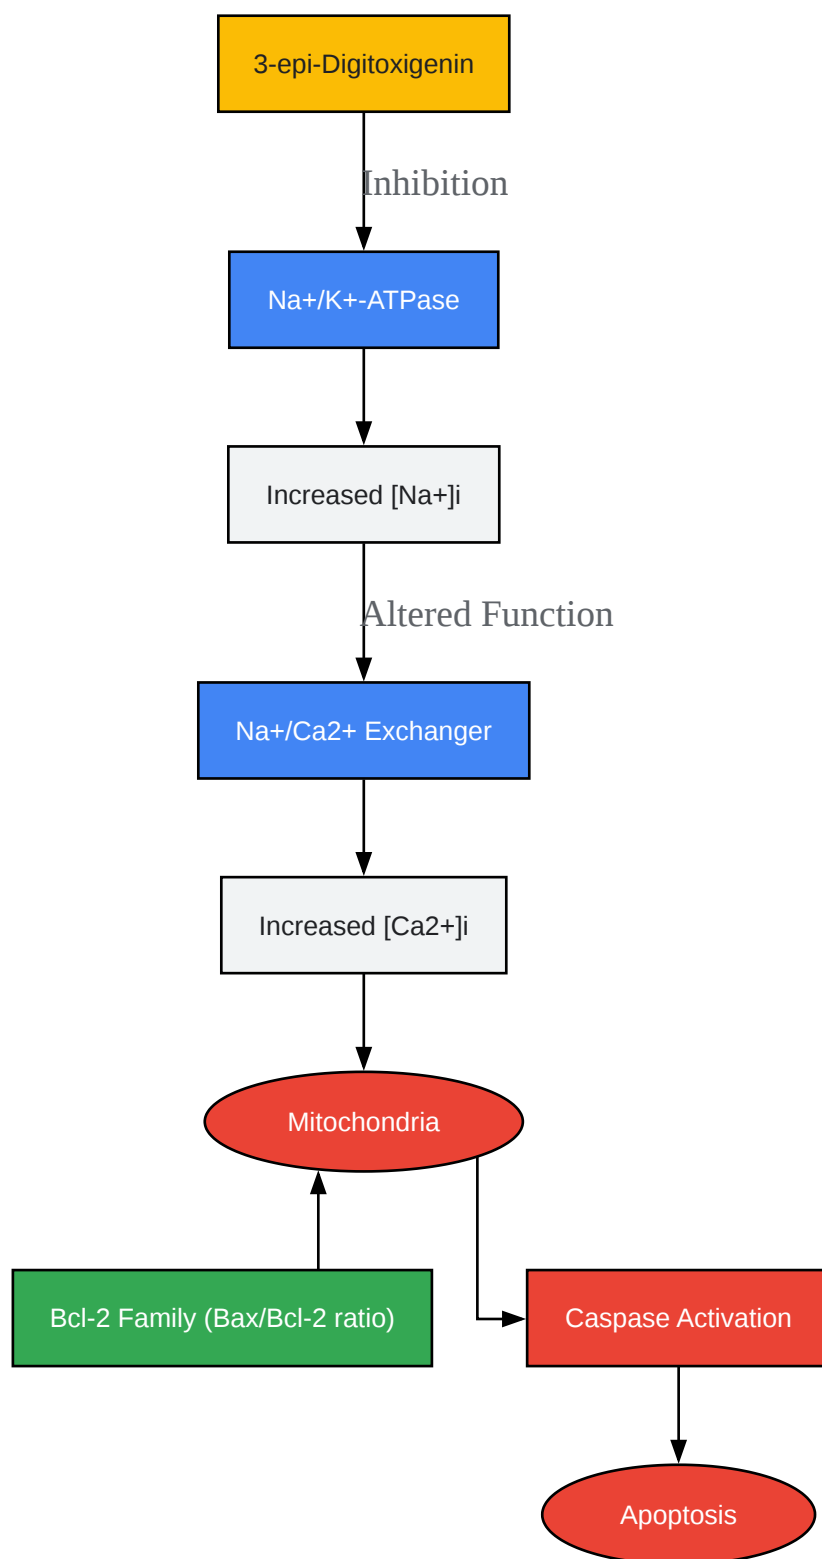 3-epi-Digitoxigenin
Inhibition
Na+/K+-ATPase
Increased [Na+]i
Altered Function
Na+/Ca2+ Exchanger
Increased [Ca2+]i
Mitochondria
Bcl-2 Family (Bax/Bcl-2 ratio)
Caspase Activation
Apoptosis